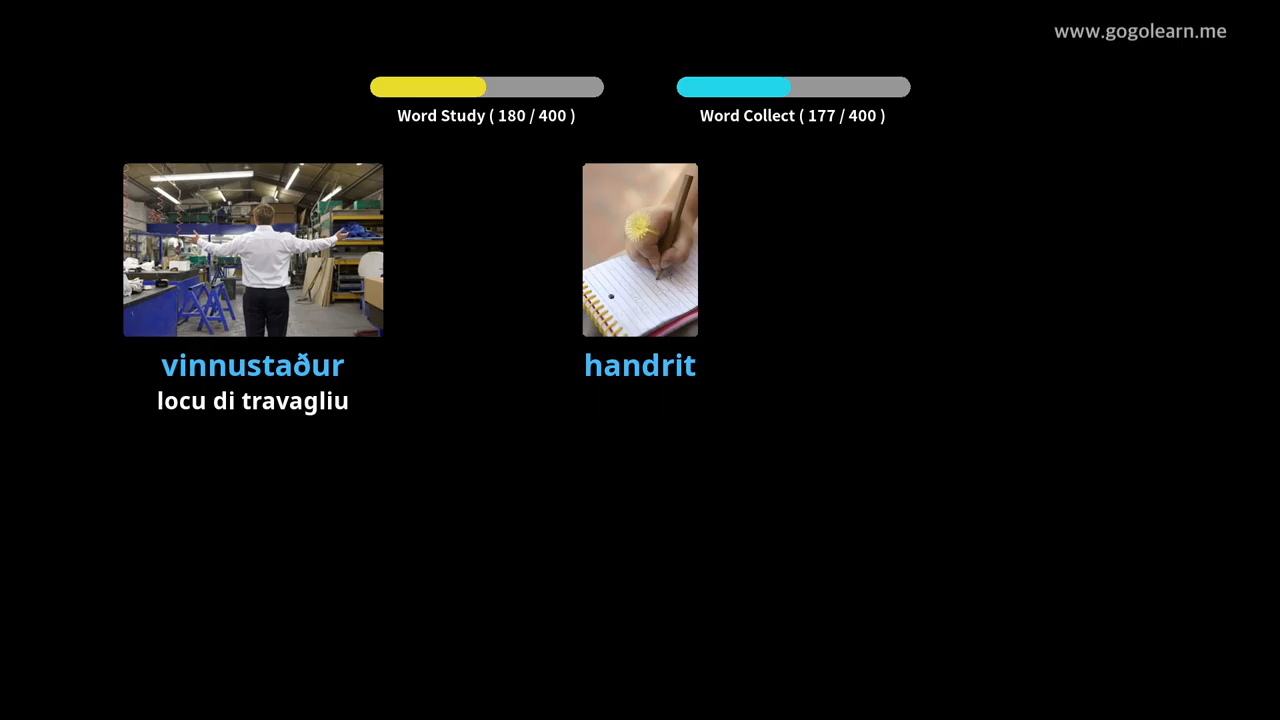 www.gogolearn.me
Word Study ( 180 / 400 )
Word Collect ( 177 / 400 )
vinnustaður
handrit
locu di travagliu